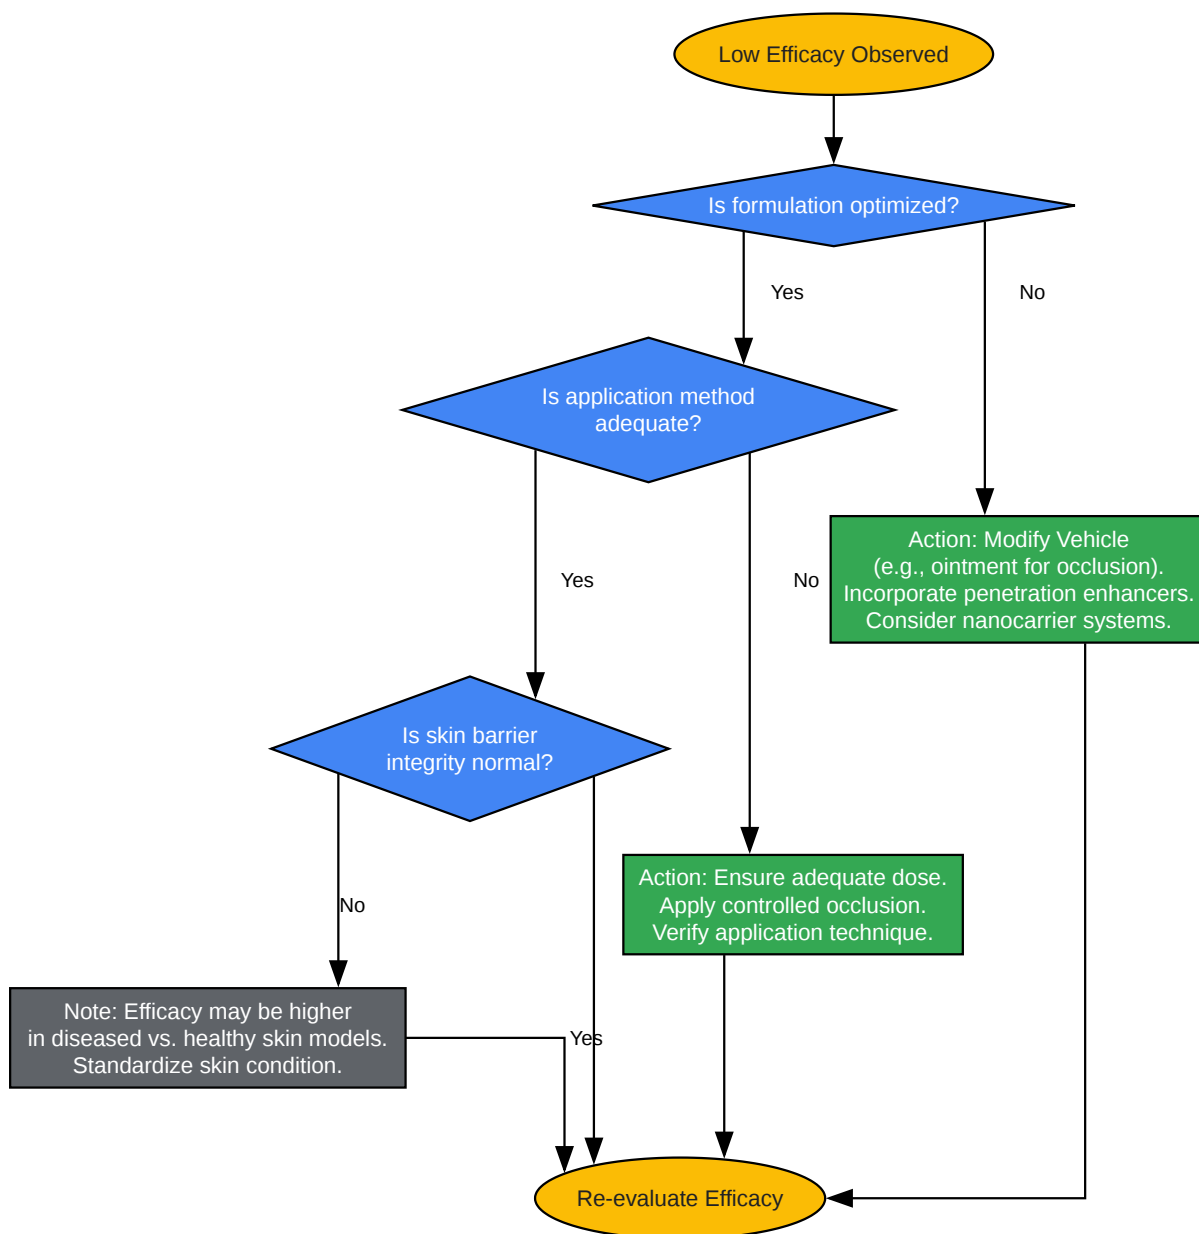 Low Efficacy Observed
Is formulation optimized?
Yes
No
Is application method
adequate?
Action: Modify Vehicle
(e.g., ointment for occlusion).
Incorporate penetration enhancers.
Consider nanocarrier systems.
Yes
No
Is skin barrier
integrity normal?
Action: Ensure adequate dose.
Apply controlled occlusion.
Verify application technique.
No
Note: Efficacy may be higher
in diseased vs. healthy skin models.
Standardize skin condition.
Yes
Re-evaluate Efficacy